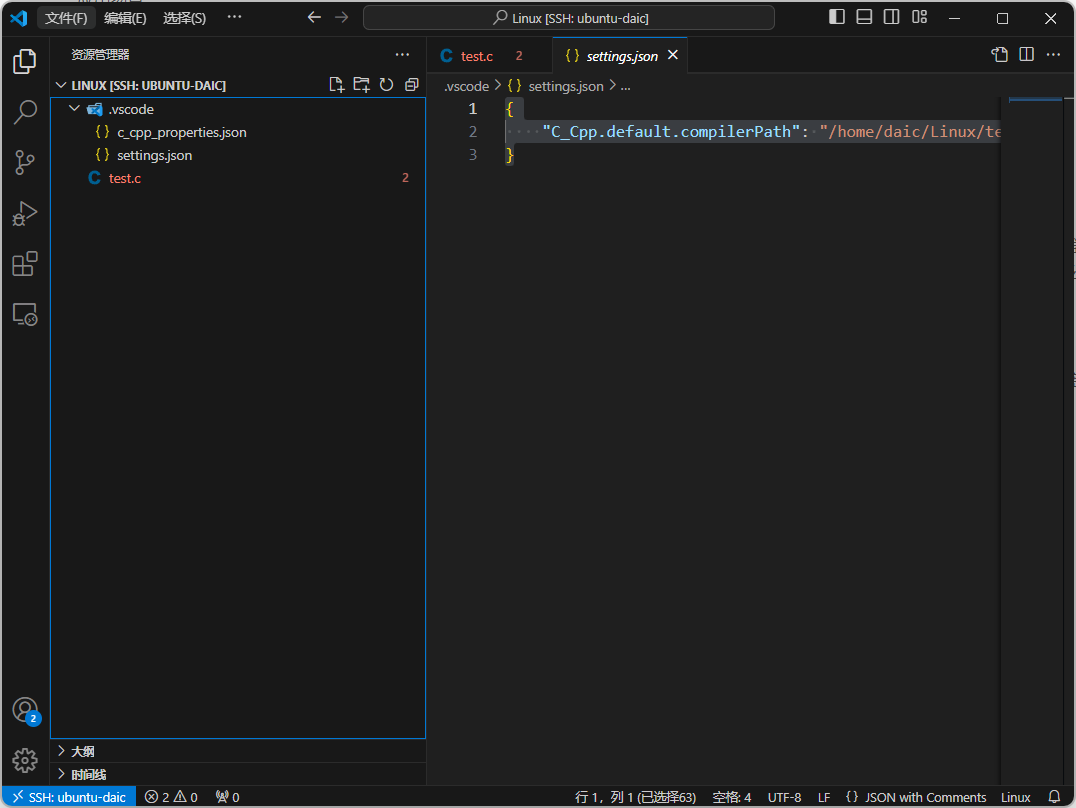 文件(F) 编辑(E) 选择(S) ··· Linux [SSH: ubuntu-daic]
资源管理器 ···
LINUX [SSH: UBUNTU-DAIC]
.vscode
{} c_cpp_properties.json
{} settings.json
C test.c 2
大纲
时间线
C test.c 2 {} settings.json
.vscode > {} settings.json > ...
1 {
2 "C_Cpp.default.compilerPath": "/home/daic/Linux/te
3 }
2
SSH: ubuntu-daic 2 0 0 行 1，列 1 (已选择63) 空格: 4 UTF-8 LF {} JSON with Comments Linux